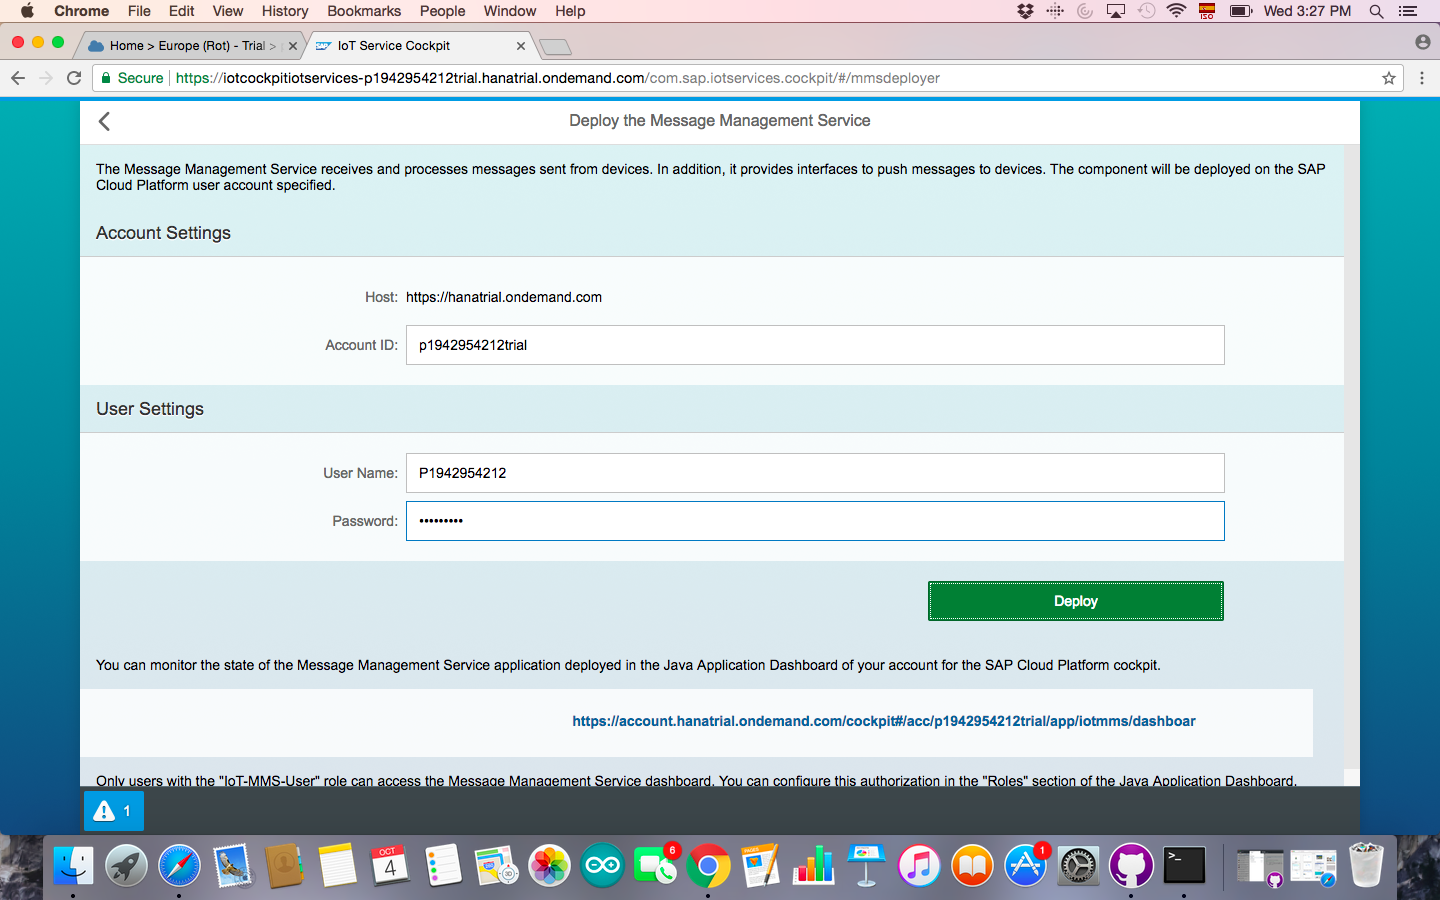 Chrome File Edit View History Bookmarks People Window Help Wed 3:27 PM
ISO
Home > Europe (Rot) - Trial >
SAP IoT Service Cockpit
Secure https://iotcockpitiotservices-p1942954212trial.hanatrial.ondemand.com/com.sap.iotservices.cockpit/#/mmsdeployer
Deploy the Message Management Service
The Message Management Service receives and processes messages sent from devices. In addition, it provides interfaces to push messages to devices. The component will be deployed on the SAP
Cloud Platform user account specified.
Account Settings
Host: https://hanatrial.ondemand.com
Account ID: p1942954212trial
User Settings
User Name: P1942954212
Password: •••••••••
Deploy
You can monitor the state of the Message Management Service application deployed in the Java Application Dashboard of your account for the SAP Cloud Platform cockpit.
https://account.hanatrial.ondemand.com/cockpit#/acc/p1942954212trial/app/iotmms/dashboar
Only users with the "IoT-MMS-User" role can access the Message Management Service dashboard. You can configure this authorization in the "Roles" section of the Java Application Dashboard.
1
OCT
4
3D
6
PAGES
1
>_